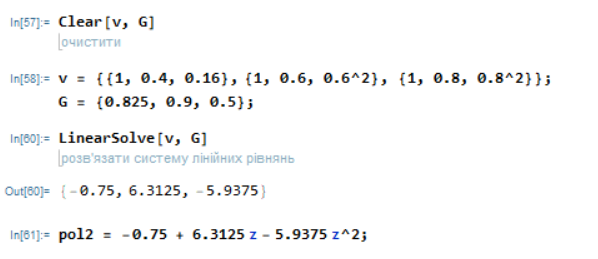 In[57]:= Clear[v, G]
очистити
In[58]:= v = {{1, 0.4, 0.16}, {1, 0.6, 0.6^2}, {1, 0.8, 0.8^2}};
G = {0.825, 0.9, 0.5};
In[60]:= LinearSolve[v, G]
розв'язати систему лінійних рівнянь
Out[60]= {-0.75, 6.3125, -5.9375}
In[61]:= pol2 = -0.75 + 6.3125 z - 5.9375 z^2;